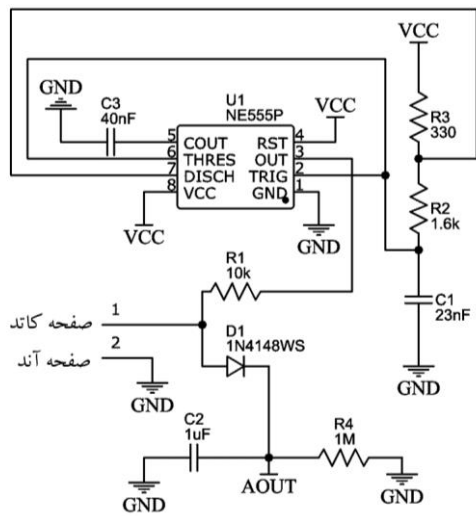 VCC
GND
C3
40nF
U1
NE555P
VCC
R3
330
5 COUT RST 4
6 THRES OUT 3
7 DISCH TRIG 2
8 VCC GND 1
R2
1.6k
VCC
GND
R1
10k
C1
23nF
صفحه کاتد 1
صفحه آند 2
D1
1N4148WS
GND
GND
C2
1uF
R4
1M
GND
AOUT
GND